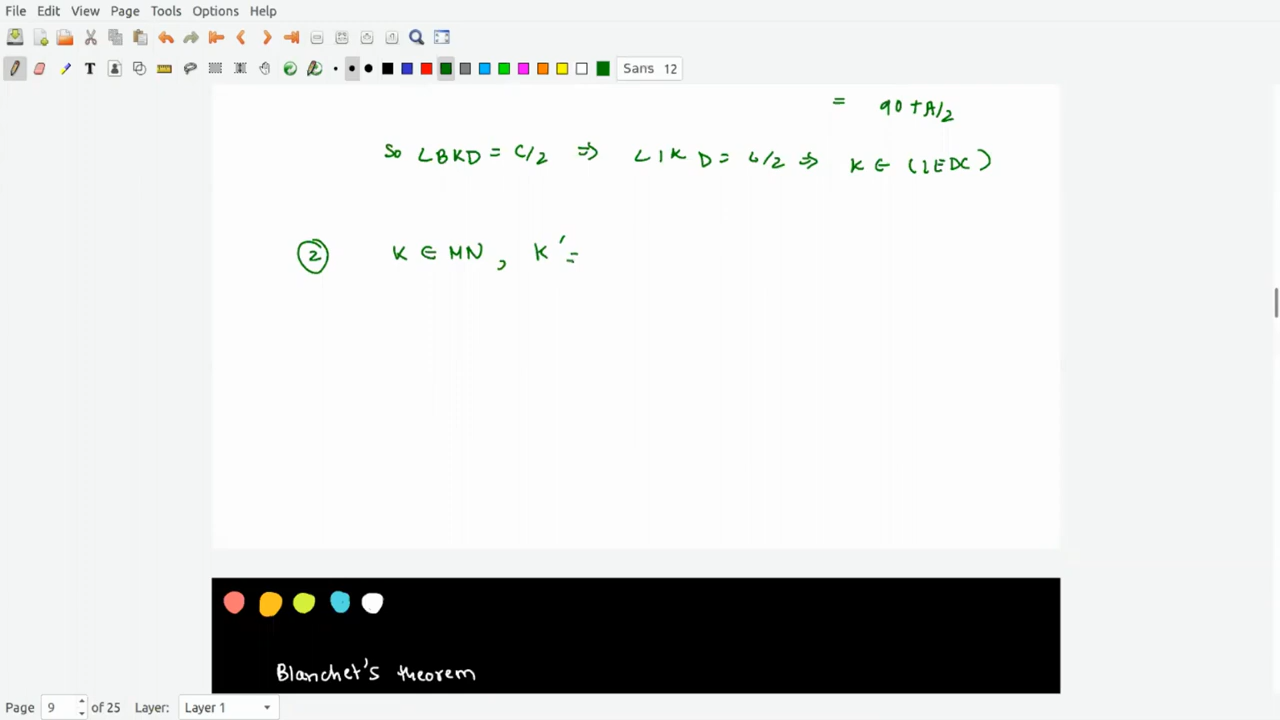 File Edit View Page Tools Options Help
Sans 12
= 90 + A/2
So ∠BKD = C/2 ⇒ ∠IKD = C/2 ⇒ K ∈ (IEDC)
② K ∈ MN, K' =
Blanchet's theorem
Page 9 of 25 Layer: Layer 1